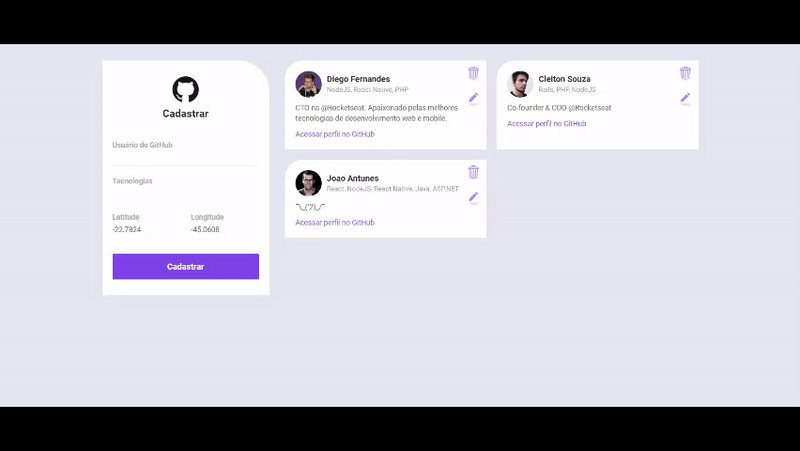 Cadastrar
Usuário do GitHub
Tecnologias
Latitude
Longitude
-22.7824
-45.0608
Cadastrar
Diego Fernandes
NodeJS, React Native, PHP
CTO na @Rocketseat. Apaixonado pelas melhores
tecnologias de desenvolvimento web e mobile.
Acessar perfil no GitHub
Cleiton Souza
Rails, PHP, NodeJS
Co-founder & COO @Rocketseat
Acessar perfil no GitHub
Joao Antunes
React, NodeJS, React Native, Java, ASP.NET
¯\_(ツ)_/¯
Acessar perfil no GitHub